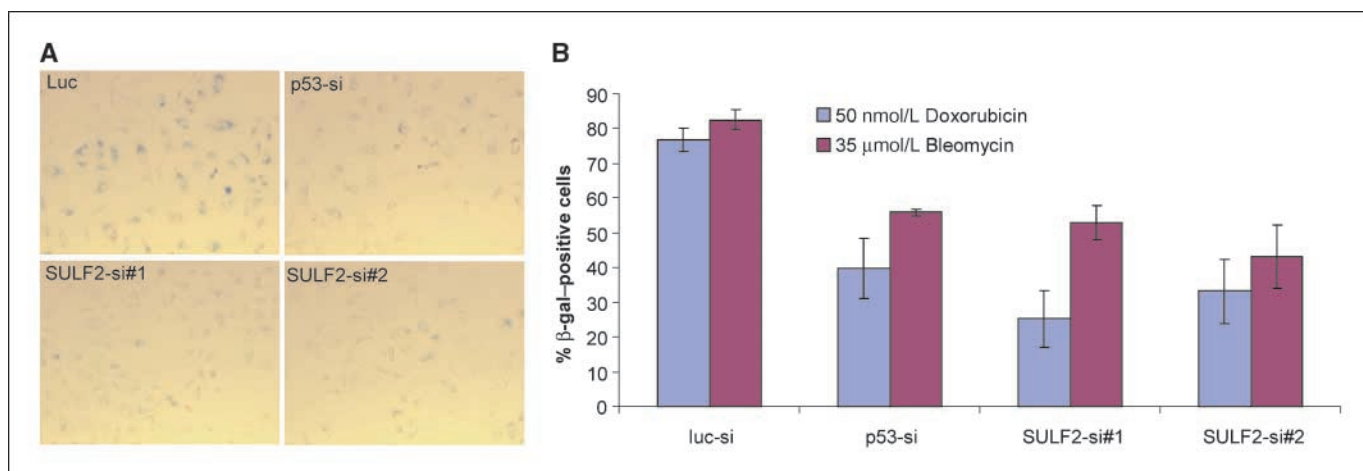 A
Luc
p53-si
SULF2-si#1
SULF2-si#2
B
% β-gal–positive cells
90
80
70
60
50
40
30
20
10
0
50 nmol/L Doxorubicin
35 μmol/L Bleomycin
luc-si
p53-si
SULF2-si#1
SULF2-si#2